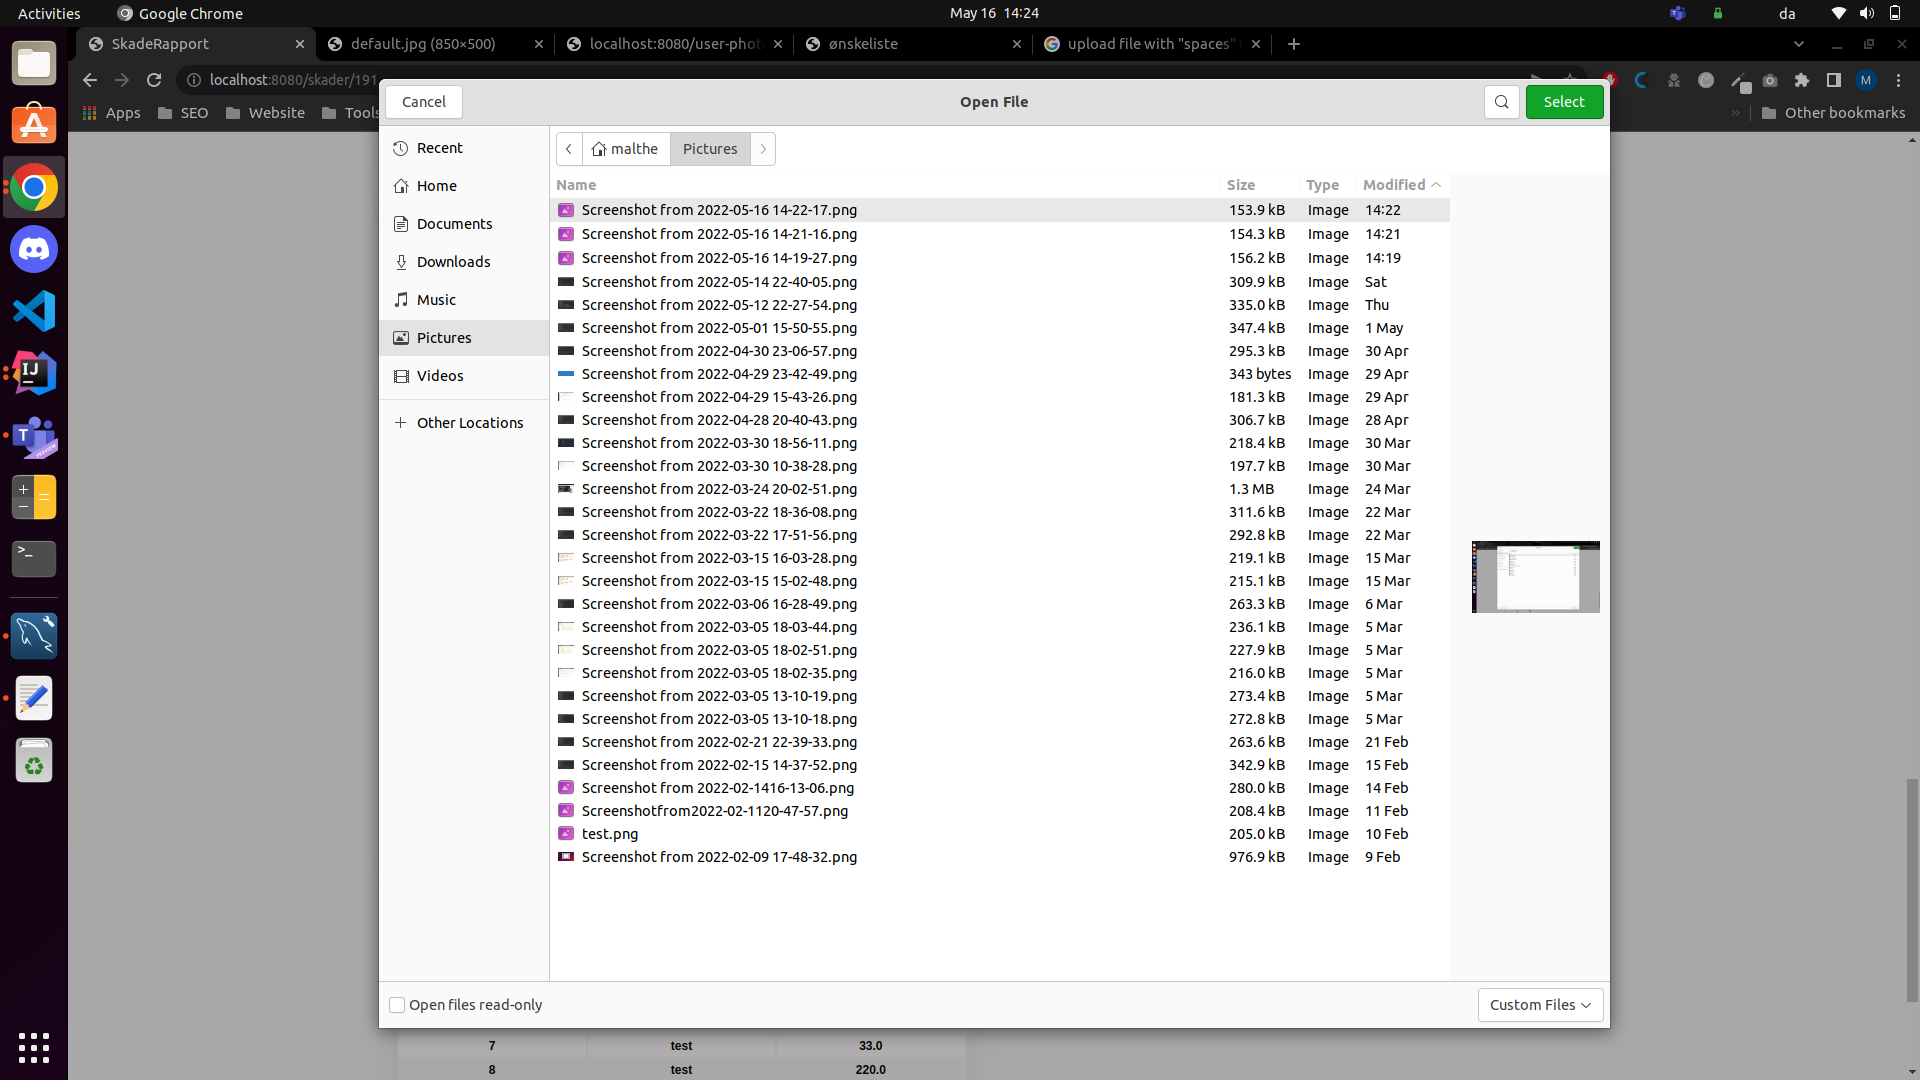 Activities Google Chrome May 16 14:24 da
SkadeRapport default.jpg (850×500) localhost:8080/user-phot ønskeliste upload file with "spaces"
localhost:8080/skader/191 M
Apps SEO Website Tools Other bookmarks
Cancel Open File Select
Recent
Home
Documents
Downloads
Music
Pictures
Videos
Other Locations
malthe Pictures
Name Size Type Modified
Screenshot from 2022-05-16 14-22-17.png 153.9 kB Image 14:22
Screenshot from 2022-05-16 14-21-16.png 154.3 kB Image 14:21
Screenshot from 2022-05-16 14-19-27.png 156.2 kB Image 14:19
Screenshot from 2022-05-14 22-40-05.png 309.9 kB Image Sat
Screenshot from 2022-05-12 22-27-54.png 335.0 kB Image Thu
Screenshot from 2022-05-01 15-50-55.png 347.4 kB Image 1 May
Screenshot from 2022-04-30 23-06-57.png 295.3 kB Image 30 Apr
Screenshot from 2022-04-29 23-42-49.png 343 bytes Image 29 Apr
Screenshot from 2022-04-29 15-43-26.png 181.3 kB Image 29 Apr
Screenshot from 2022-04-28 20-40-43.png 306.7 kB Image 28 Apr
Screenshot from 2022-03-30 18-56-11.png 218.4 kB Image 30 Mar
Screenshot from 2022-03-30 10-38-28.png 197.7 kB Image 30 Mar
Screenshot from 2022-03-24 20-02-51.png 1.3 MB Image 24 Mar
Screenshot from 2022-03-22 18-36-08.png 311.6 kB Image 22 Mar
Screenshot from 2022-03-22 17-51-56.png 292.8 kB Image 22 Mar
Screenshot from 2022-03-15 16-03-28.png 219.1 kB Image 15 Mar
Screenshot from 2022-03-15 15-02-48.png 215.1 kB Image 15 Mar
Screenshot from 2022-03-06 16-28-49.png 263.3 kB Image 6 Mar
Screenshot from 2022-03-05 18-03-44.png 236.1 kB Image 5 Mar
Screenshot from 2022-03-05 18-02-51.png 227.9 kB Image 5 Mar
Screenshot from 2022-03-05 18-02-35.png 216.0 kB Image 5 Mar
Screenshot from 2022-03-05 13-10-19.png 273.4 kB Image 5 Mar
Screenshot from 2022-03-05 13-10-18.png 272.8 kB Image 5 Mar
Screenshot from 2022-02-21 22-39-33.png 263.6 kB Image 21 Feb
Screenshot from 2022-02-15 14-37-52.png 342.9 kB Image 15 Feb
Screenshot from 2022-02-1416-13-06.png 280.0 kB Image 14 Feb
Screenshotfrom2022-02-1120-47-57.png 208.4 kB Image 11 Feb
test.png 205.0 kB Image 10 Feb
Screenshot from 2022-02-09 17-48-32.png 976.9 kB Image 9 Feb
Open files read-only Custom Files
7 test 33.0
8 test 220.0
IJ
T
PREVIEW